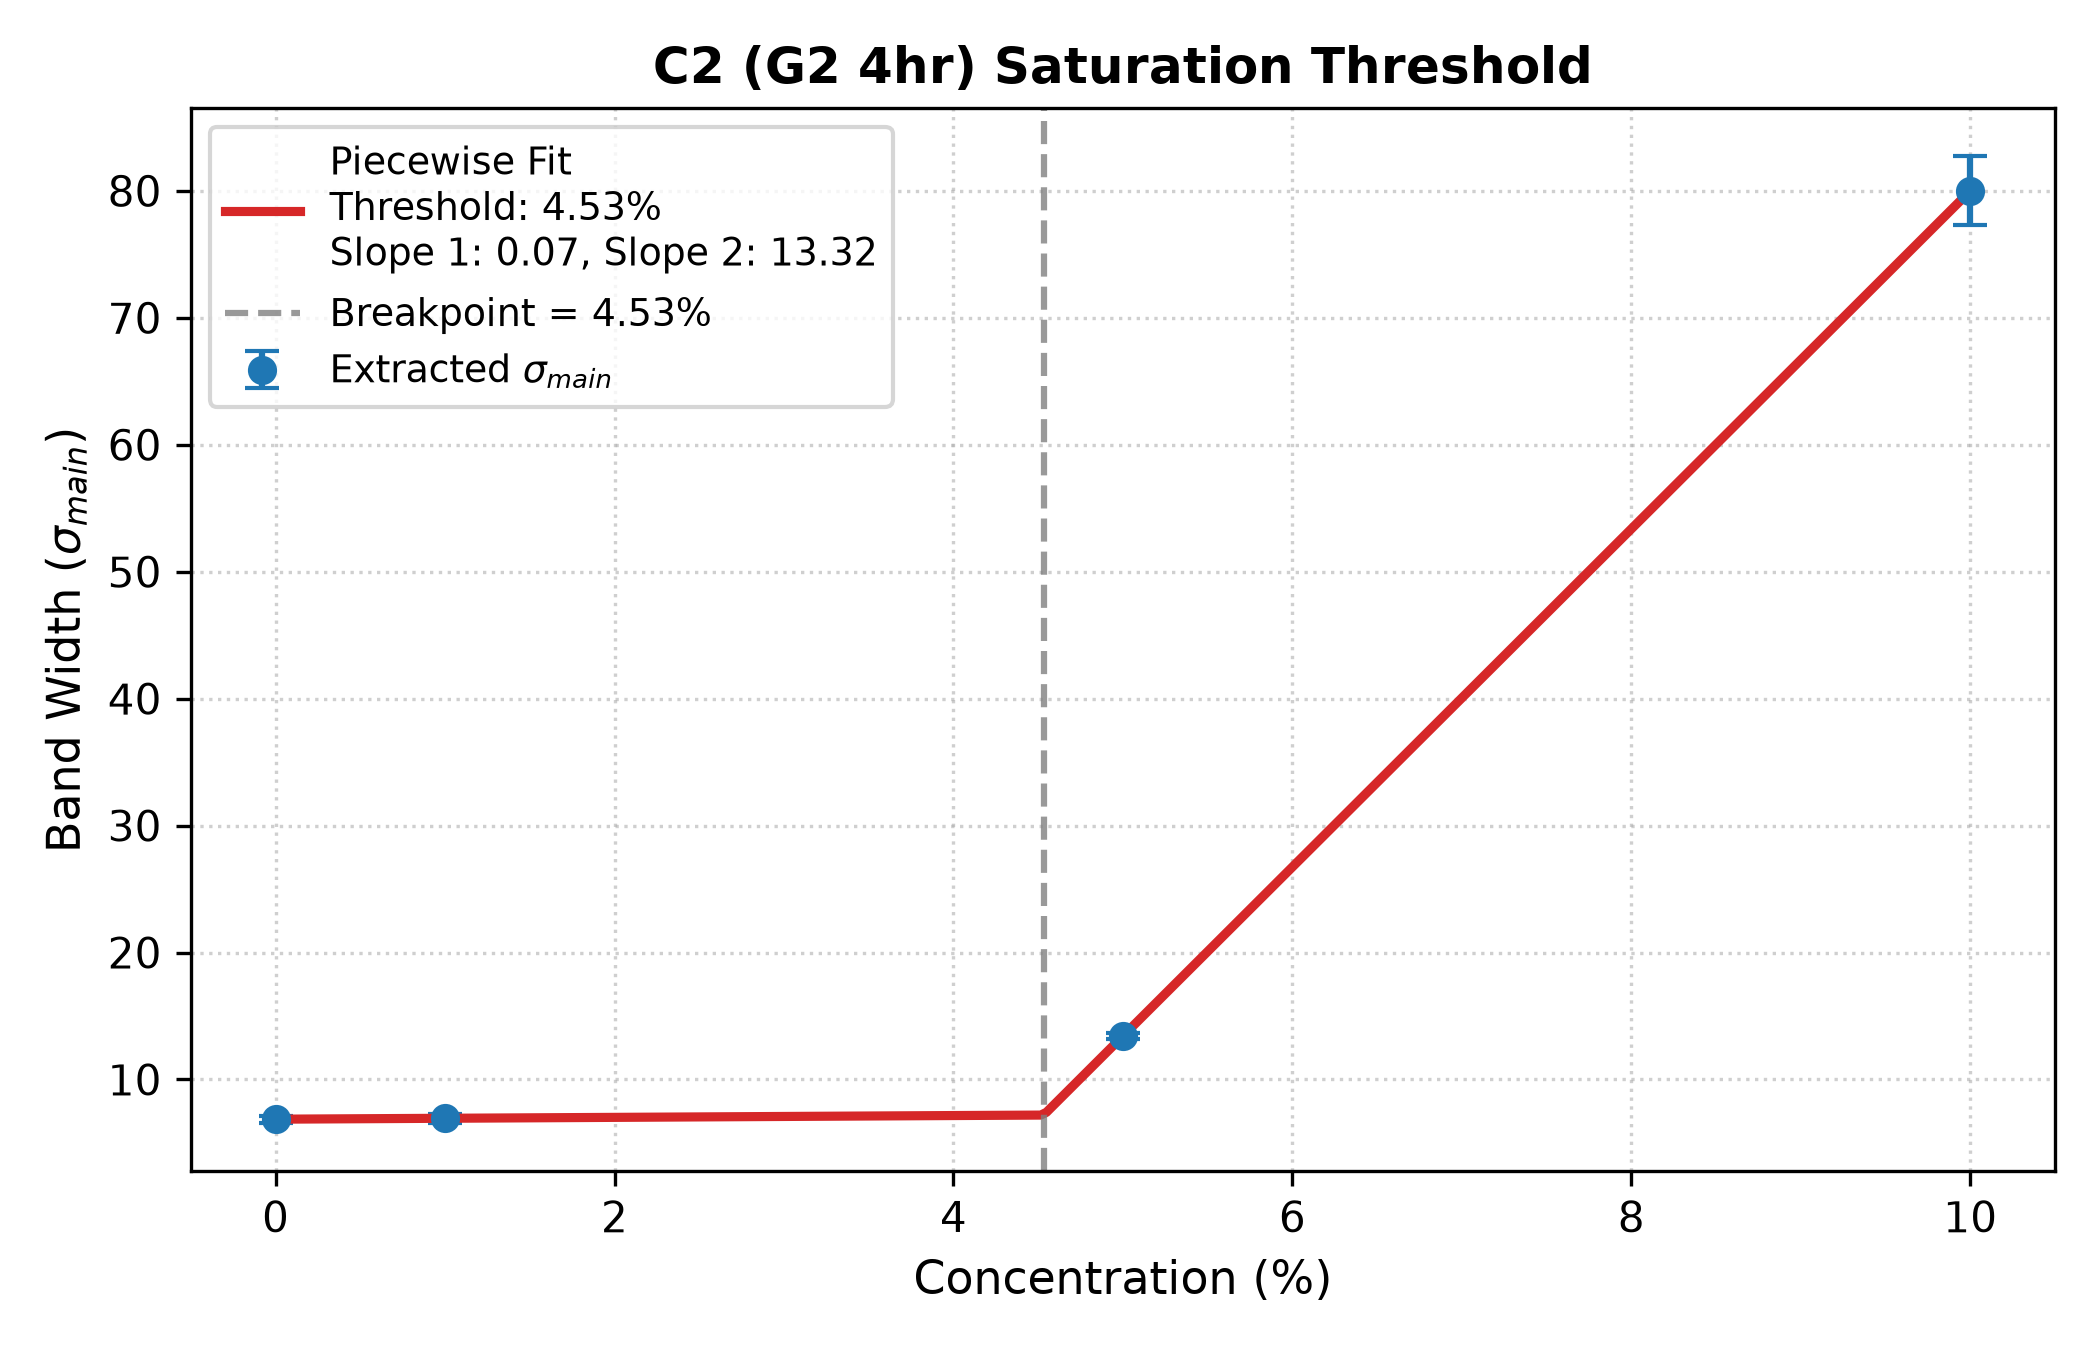 C2 (G2 4hr) Saturation Threshold
Piecewise Fit
Threshold: 4.53%
Slope 1: 0.07, Slope 2: 13.32
Breakpoint = 4.53%
Extracted σmain
Band Width (σmain)
80
70
60
50
40
30
20
10
0 2 4 6 8 10
Concentration (%)